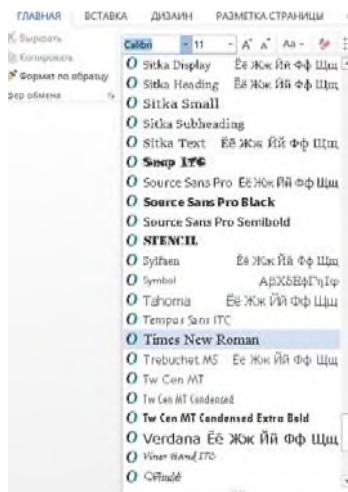 ГЛАВНАЯ ВСТАВКА ДИЗАЙН РАЗМЕТКА СТРАНИЦЫ
Вырезать
Копировать
Формат по образцу
фер обмена
Calibri 11 A A Aa
Sitka Display Ёё Жж Йй Фф Щщ
Sitka Heading Ёё Жж Йй Фф Щщ
Sitka Small
Sitka Subheading
Sitka Text Ёё Жж Йй Фф Щщ
Snap ITC
Source Sans Pro Ёё Жж Йй Фф Щщ
Source Sans Pro Black
Source Sans Pro Semibold
STENCIL
Sylfaen Ёё Жж Йй Фф Щщ
Symbol ΑβΧδΕφΓηΙφ
Tahoma Ёё Жж Йй Фф Щщ
Tempus Sans ITC
Times New Roman
Trebuchet MS Ёё Жж Йй Фф Щщ
Tw Cen MT
Tw Cen MT Condensed
Tw Cen MT Condensed Extra Bold
Verdana Ёё Жж Йй Фф Щщ
Viner Hand ITC
Vivaldi